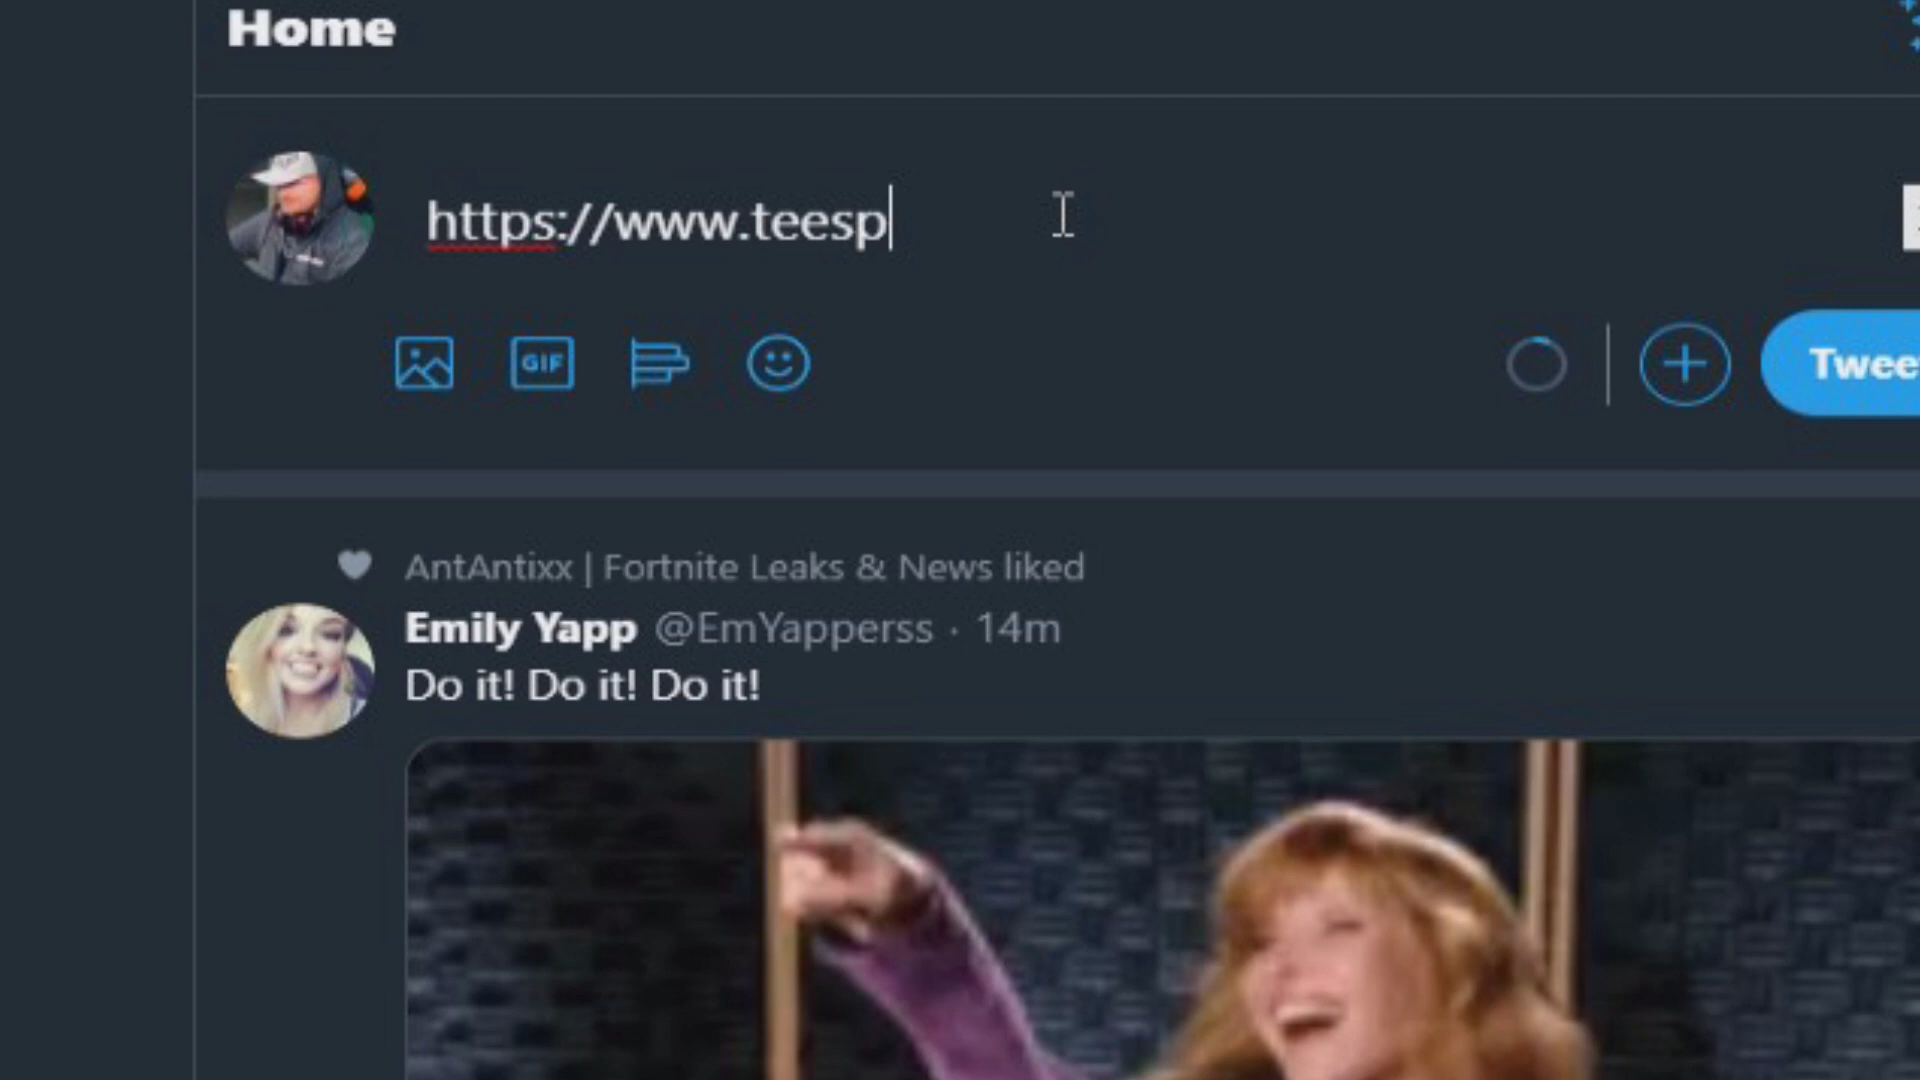 Home
https://www.teesp
GIF
AntAntixx | Fortnite Leaks & News liked
Emily Yapp @EmYapperss · 14m
Do it! Do it! Do it!